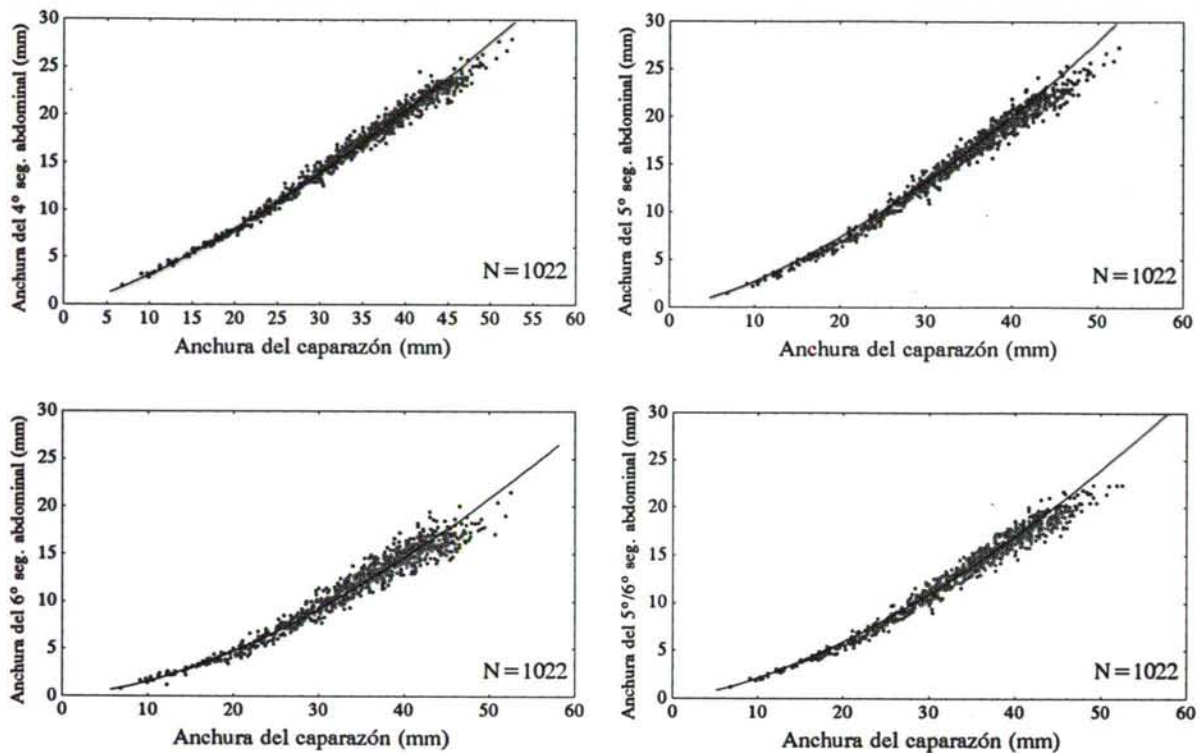 Anchura del 4º seg. abdominal (mm)
30
25
20
15
10
5
0
N=1022
0 5 10 15 20 25 30 35 40 45 50 55 60
Anchura del caparazón (mm)
Anchura del 5º seg. abdominal (mm)
30
25
20
15
10
5
0
N=1022
0 10 20 30 40 50 60
Anchura del caparazón (mm)
Anchura del 6º seg. abdominal (mm)
30
25
20
15
10
5
0
N=1022
0 10 20 30 40 50 60
Anchura del caparazón (mm)
Anchura del 5º/6º seg. abdominal (mm)
30
25
20
15
10
5
0
N=1022
0 10 20 30 40 50 60
Anchura del caparazón (mm)